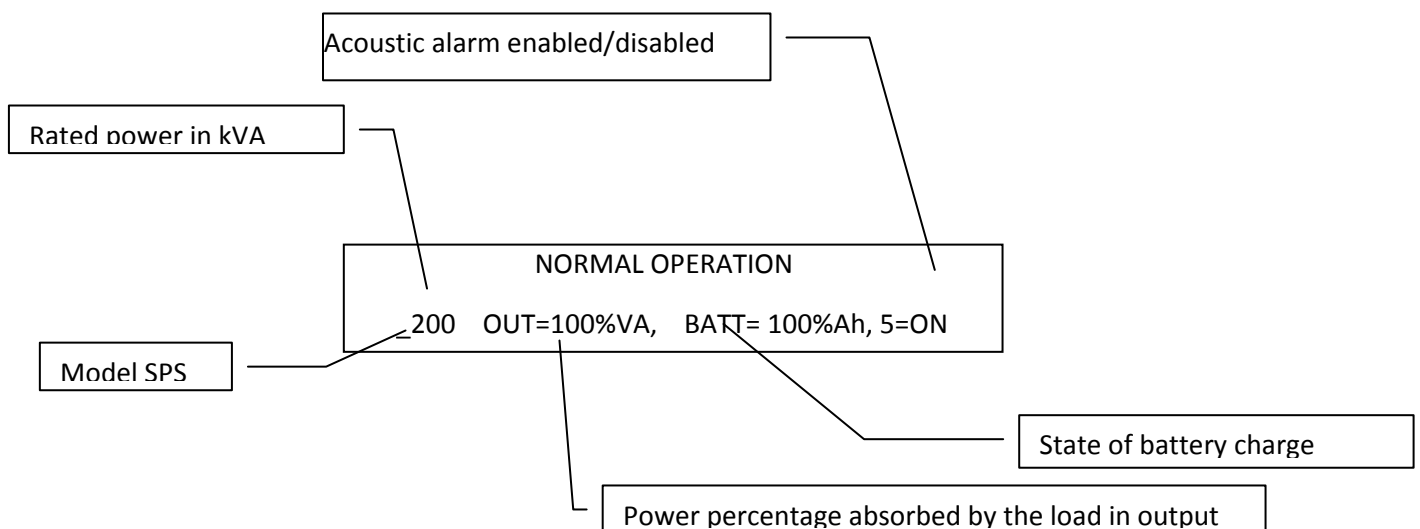 Acoustic alarm enabled/disabled
Rated power in kVA
NORMAL OPERATION
_200 OUT=100%VA, BATT= 100%Ah, 5=ON
Model SPS
State of battery charge
Power percentage absorbed by the load in output